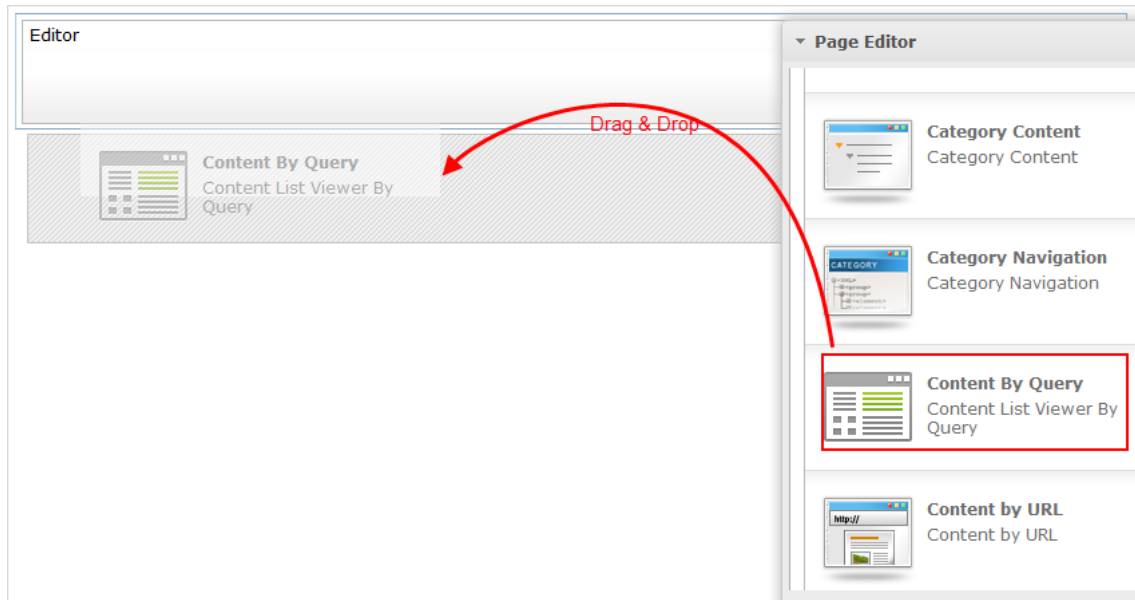 Editor
Page Editor
Drag & Drop
Content By Query
Content List Viewer By
Query
Category Content
Category Content
CATEGORY
Category Navigation
Category Navigation
Content By Query
Content List Viewer By
Query
http://
Content by URL
Content by URL